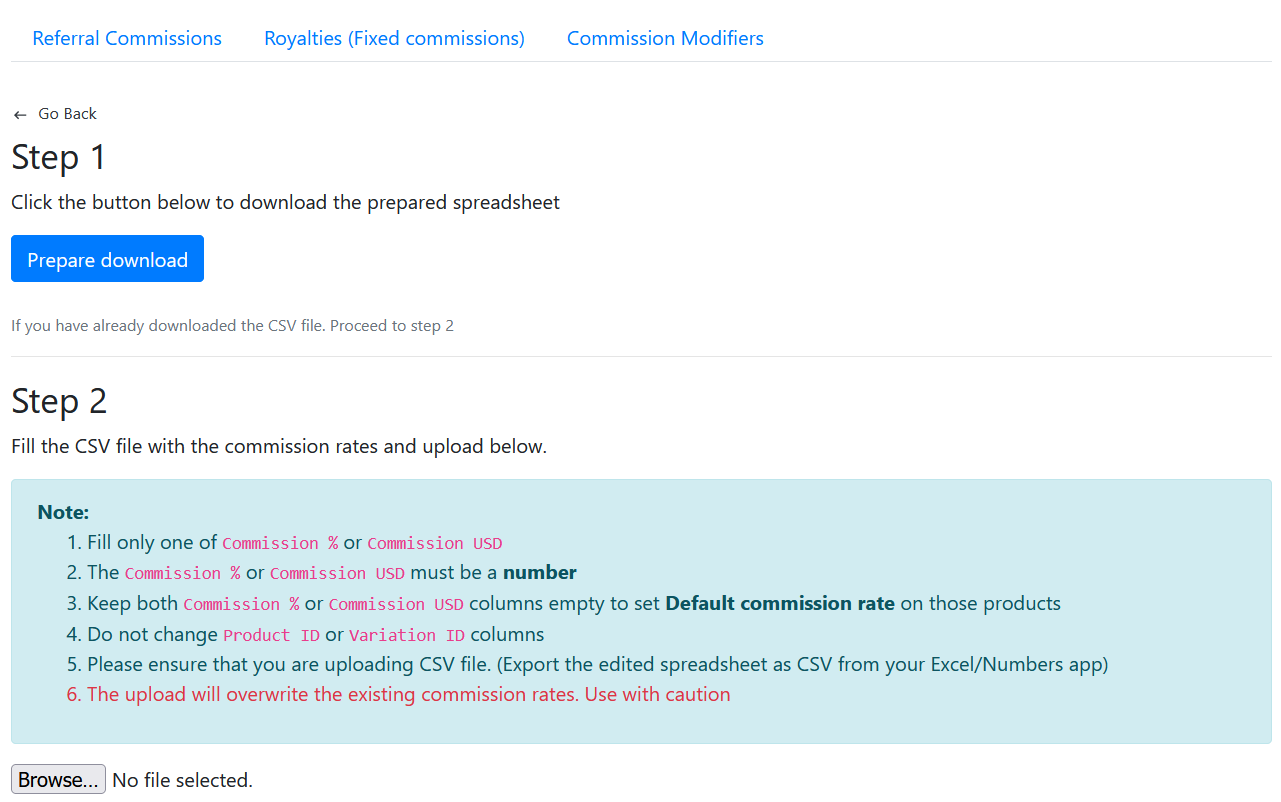 Referral Commissions Royalties (Fixed commissions) Commission Modifiers
← Go Back
Step 1
Click the button below to download the prepared spreadsheet
Prepare download
If you have already downloaded the CSV file. Proceed to step 2
Step 2
Fill the CSV file with the commission rates and upload below.
Note:
1. Fill only one of Commission % or Commission USD
2. The Commission % or Commission USD must be a number
3. Keep both Commission % or Commission USD columns empty to set Default commission rate on those products
4. Do not change Product ID or Variation ID columns
5. Please ensure that you are uploading CSV file. (Export the edited spreadsheet as CSV from your Excel/Numbers app)
6. The upload will overwrite the existing commission rates. Use with caution
Browse... No file selected.